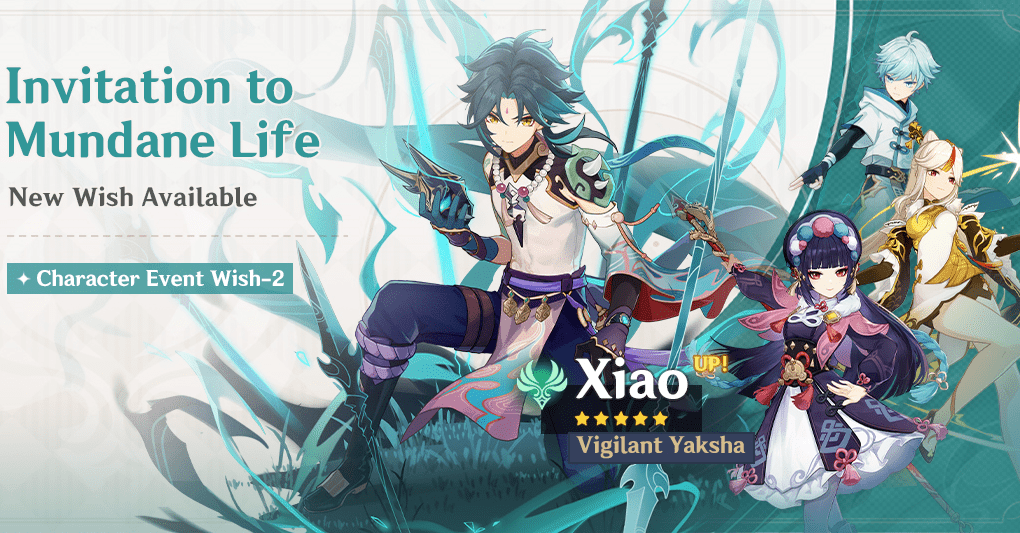 Invitation to
Mundane Life
New Wish Available
Character Event Wish-2
Xiao UP!
Vigilant Yaksha